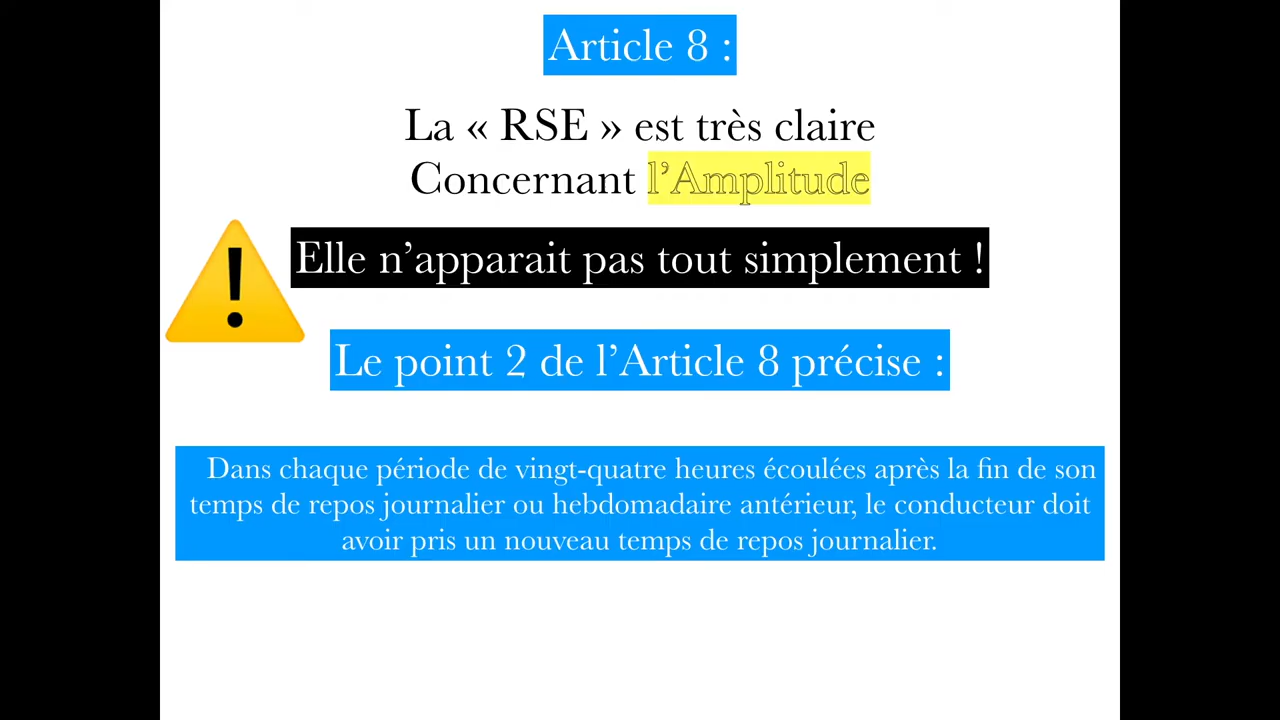 Article 8 :
La « RSE » est très claire
Concernant l’Amplitude
Elle n’apparait pas tout simplement !
Le point 2 de l’Article 8 précise :
Dans chaque période de vingt-quatre heures écoulées après la fin de son
temps de repos journalier ou hebdomadaire antérieur, le conducteur doit
avoir pris un nouveau temps de repos journalier.